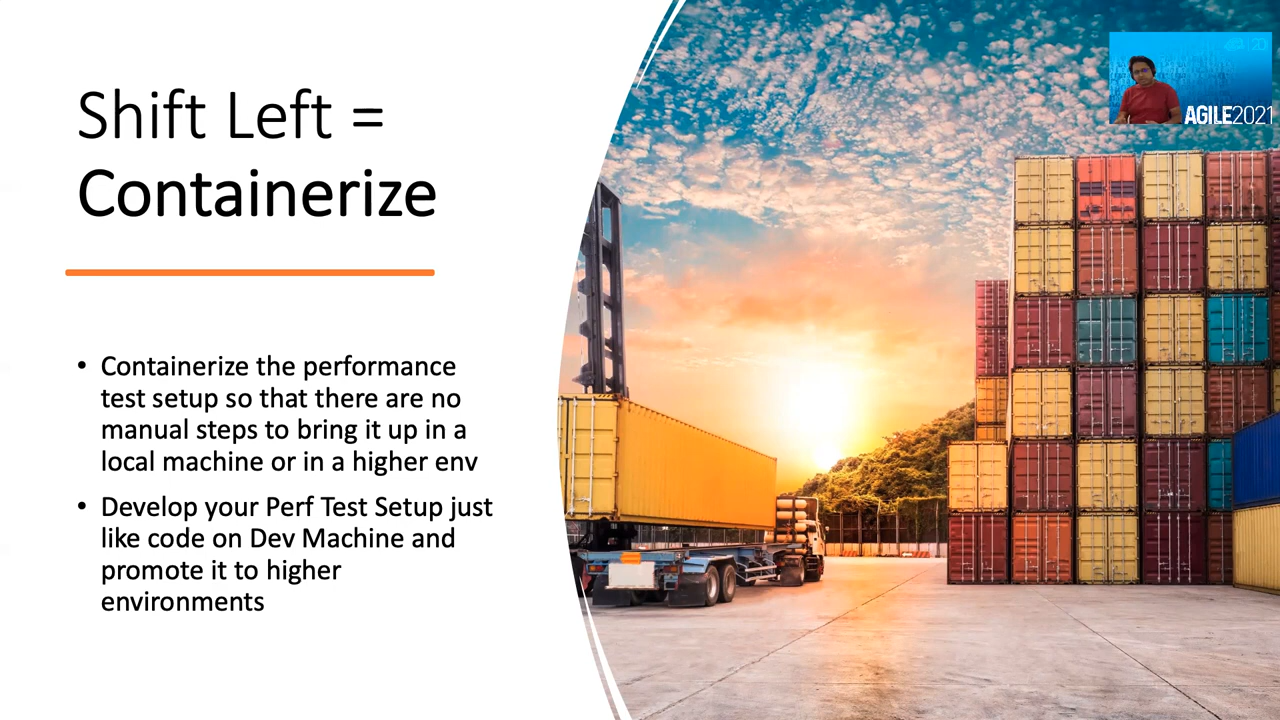 Shift Left =
Containerize
• Containerize the performance
test setup so that there are no
manual steps to bring it up in a
local machine or in a higher env
• Develop your Perf Test Setup just
like code on Dev Machine and
promote it to higher
environments
AGILE2021